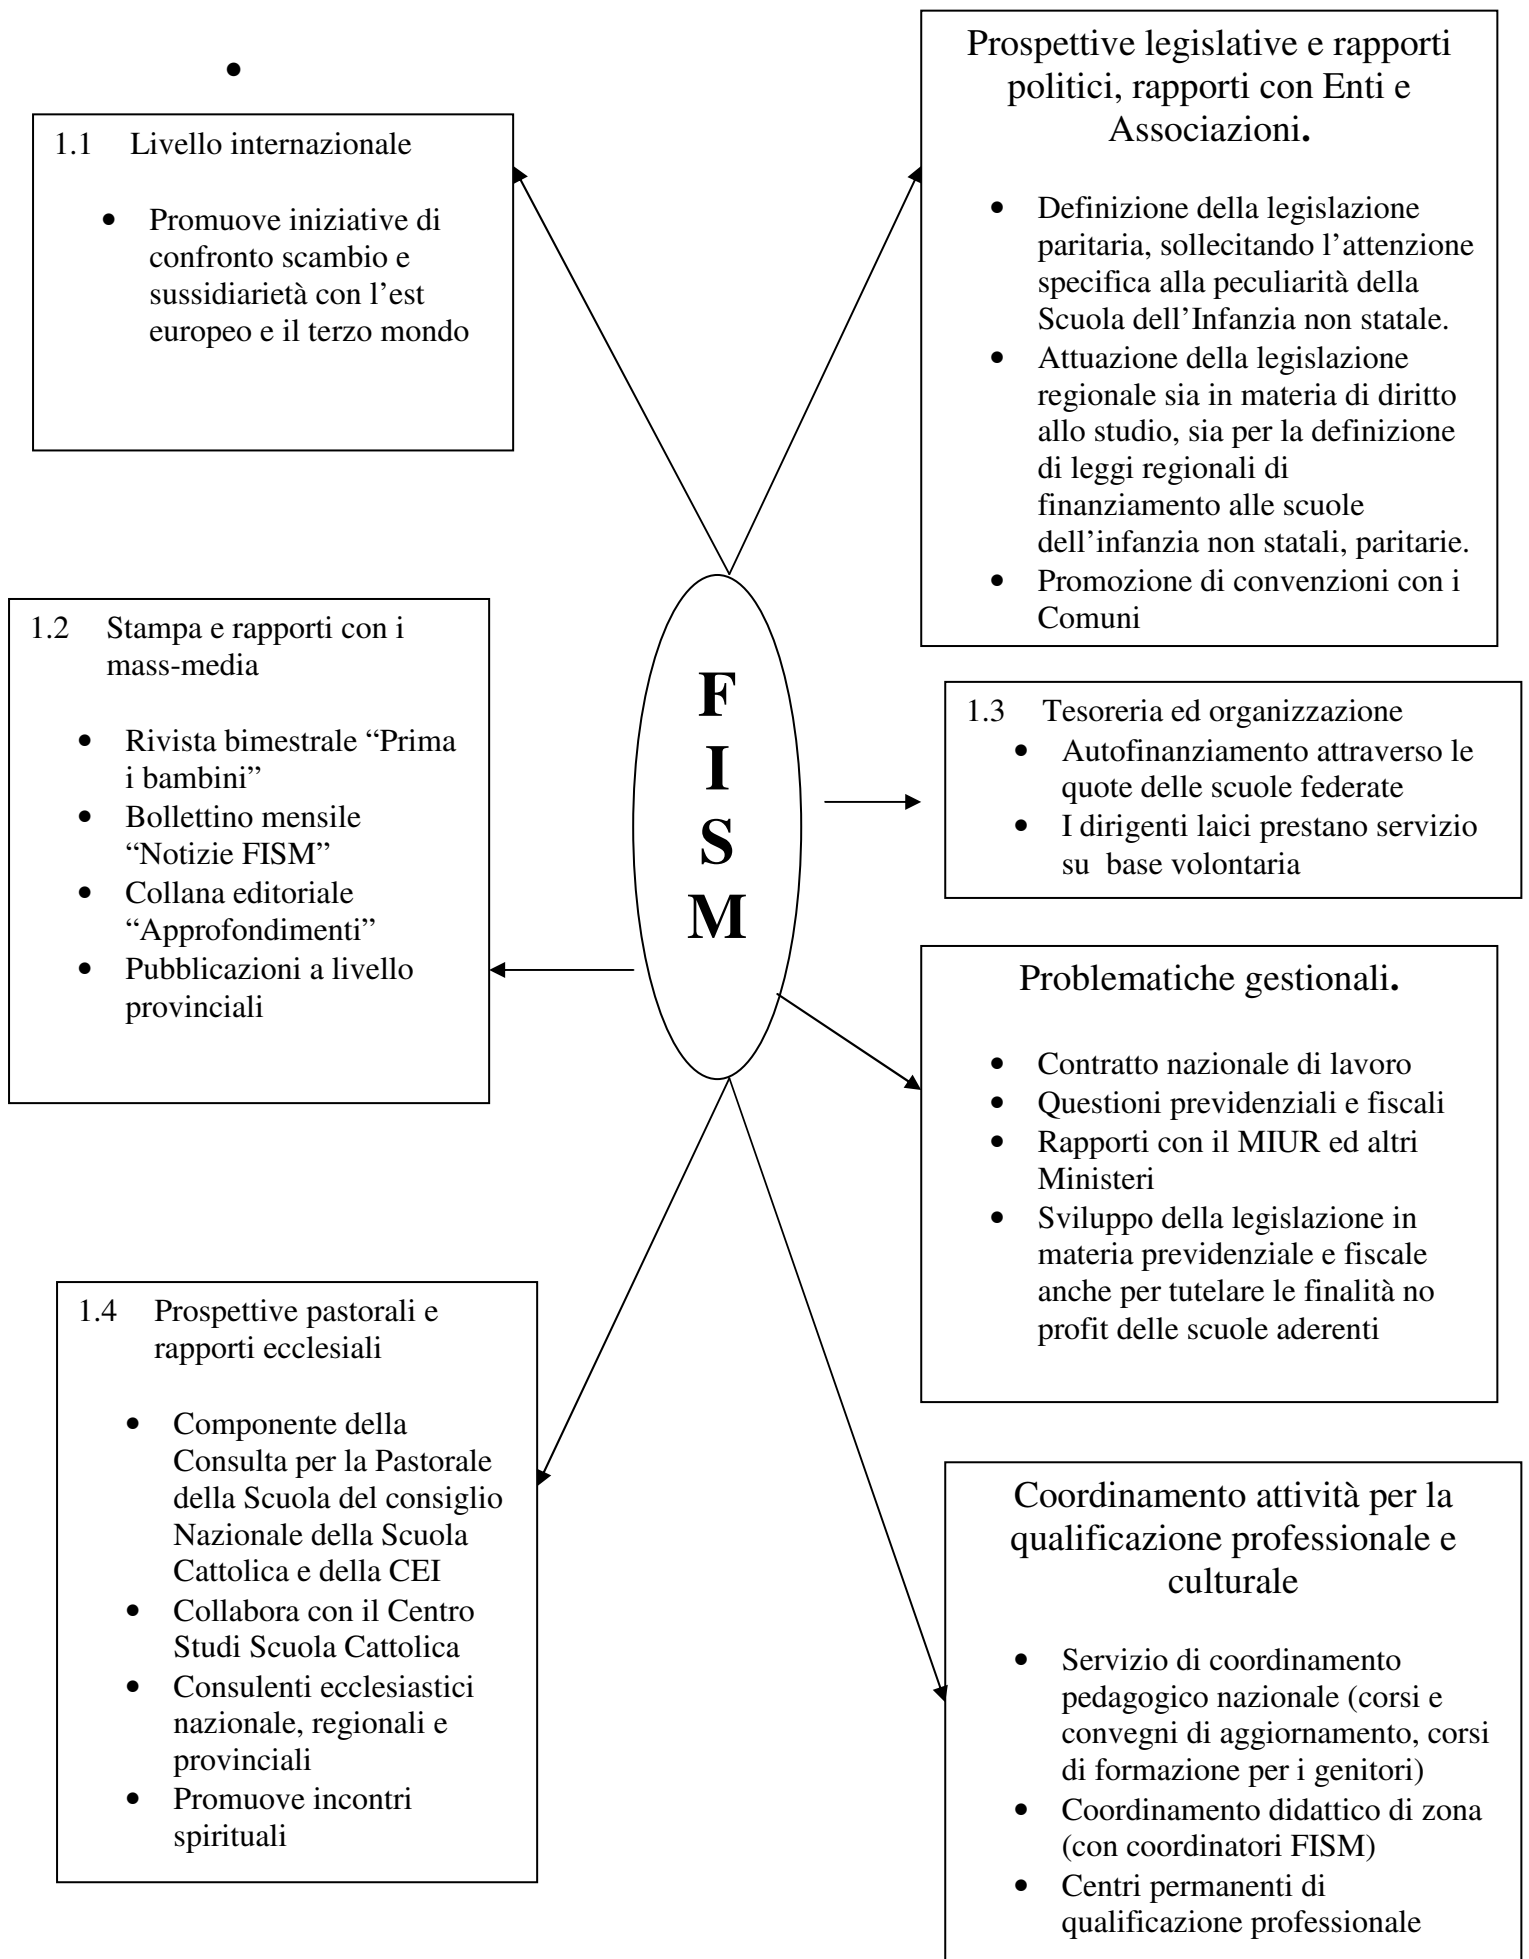 •
1.1 Livello internazionale
• Promuove iniziative di
confronto scambio e
sussidiarietà con l’est
europeo e il terzo mondo
Prospettive legislative e rapporti
politici, rapporti con Enti e
Associazioni.
• Definizione della legislazione
paritaria, sollecitando l’attenzione
specifica alla peculiarità della
Scuola dell’Infanzia non statale.
• Attuazione della legislazione
regionale sia in materia di diritto
allo studio, sia per la definizione
di leggi regionali di
finanziamento alle scuole
dell’infanzia non statali, paritarie.
• Promozione di convenzioni con i
Comuni
1.2 Stampa e rapporti con i
mass-media
• Rivista bimestrale “Prima
i bambini”
• Bollettino mensile
“Notizie FISM”
• Collana editoriale
“Approfondimenti”
• Pubblicazioni a livello
provinciali
F
I
S
M
1.3 Tesoreria ed organizzazione
• Autofinanziamento attraverso le
quote delle scuole federate
• I dirigenti laici prestano servizio
su base volontaria
Problematiche gestionali.
• Contratto nazionale di lavoro
• Questioni previdenziali e fiscali
• Rapporti con il MIUR ed altri
Ministeri
• Sviluppo della legislazione in
materia previdenziale e fiscale
anche per tutelare le finalità no
profit delle scuole aderenti
1.4 Prospettive pastorali e
rapporti ecclesiali
• Componente della
Consulta per la Pastorale
della Scuola del consiglio
Nazionale della Scuola
Cattolica e della CEI
• Collabora con il Centro
Studi Scuola Cattolica
• Consulenti ecclesiastici
nazionale, regionali e
provinciali
• Promuove incontri
spirituali
Coordinamento attività per la
qualificazione professionale e
culturale
• Servizio di coordinamento
pedagogico nazionale (corsi e
convegni di aggiornamento, corsi
di formazione per i genitori)
• Coordinamento didattico di zona
(con coordinatori FISM)
• Centri permanenti di
qualificazione professionale